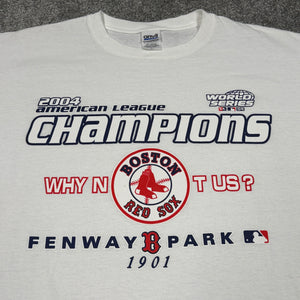 2004
american League
WORLD
SERIES
CHAMPIONS
BOSTON
WHY N T US?
RED SOX
FENWAY B PARK
1901